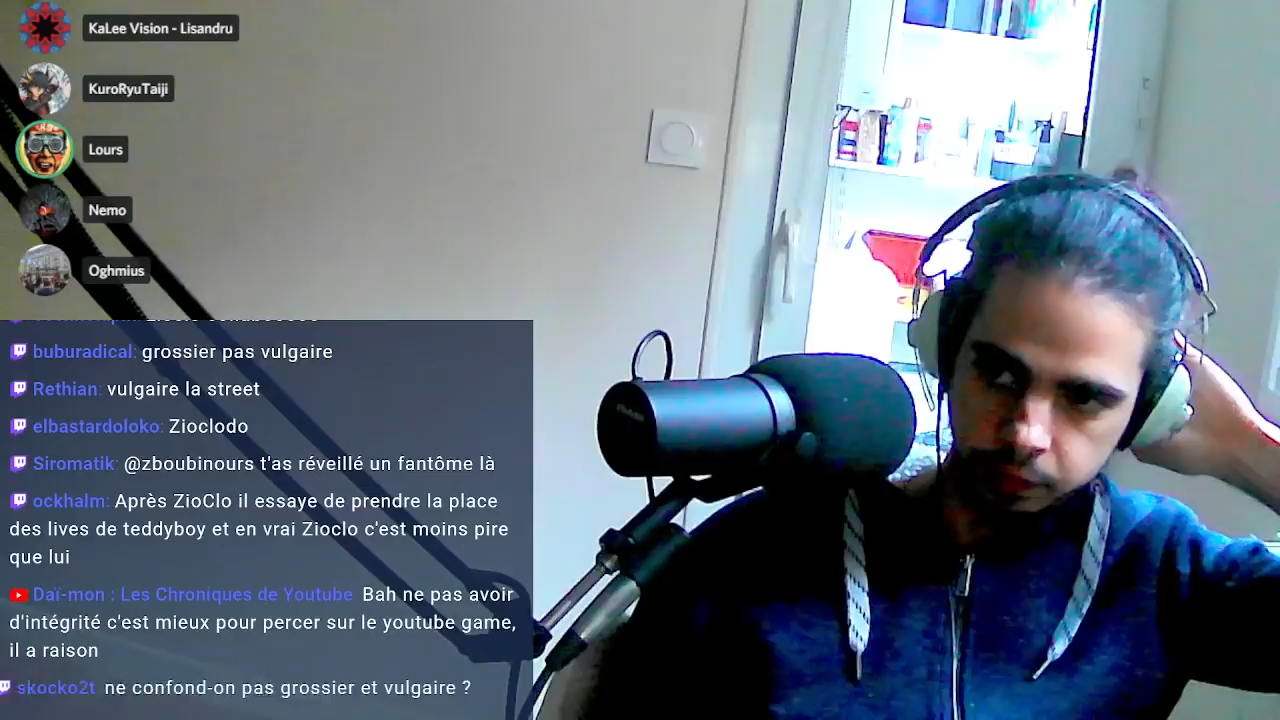 KaLee Vision - Lisandru
KuroRyuTaiji
Lours
Nemo
Oghmius
buburadical: grossier pas vulgaire
Rethian: vulgaire la street
elbastardoloko: Zioclodo
Siromatik: @zboubinours t'as réveillé un fantôme là
ockhalm: Après ZioClo il essaye de prendre la place
des lives de teddyboy et en vrai Zioclo c'est moins pire
que lui
Daï-mon : Les Chroniques de Youtube Bah ne pas avoir
d'intégrité c'est mieux pour percer sur le youtube game,
il a raison
skocko2t ne confond-on pas grossier et vulgaire ?